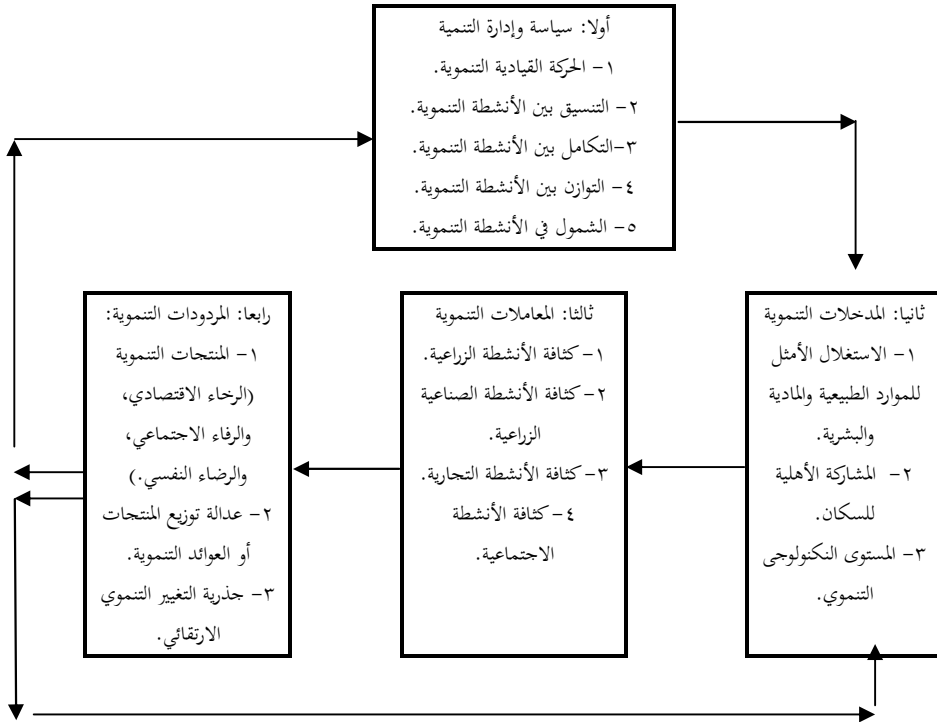 أولا: سياسة وإدارة التنمية
١- الحركة القيادية التنموية.
٢- التنسيق بين الأنشطة التنموية.
٣-التكامل بين الأنشطة التنموية.
٤- التوازن بين الأنشطة التنموية.
٥- الشمول في الأنشطة التنموية.
ثانيا: المدخلات التنموية
١- الاستغلال الأمثل
للموارد الطبيعية والمادية
والبشرية.
٢- المشاركة الأهلية
للسكان.
٣- المستوى النكنولوجى
التنموي.
ثالثا: المعاملات التنموية
١-كثافة الأنشطة الزراعية.
٢-كثافة الأنشطة الصناعية
الزراعية.
٣-كثافة الأنشطة التجارية.
٤-كثافة الأنشطة
الاجتماعية.
رابعا: المردودات التنموية:
١- المنتجات التنموية
(الرخاء الاقتصادي،
والرفاء الاجتماعي،
والرضاء النفسي.)
٢- عدالة توزيع المنتجات
أو العوائد التنموية.
٣- جذرية التغيير التنموي
الارتقائي.